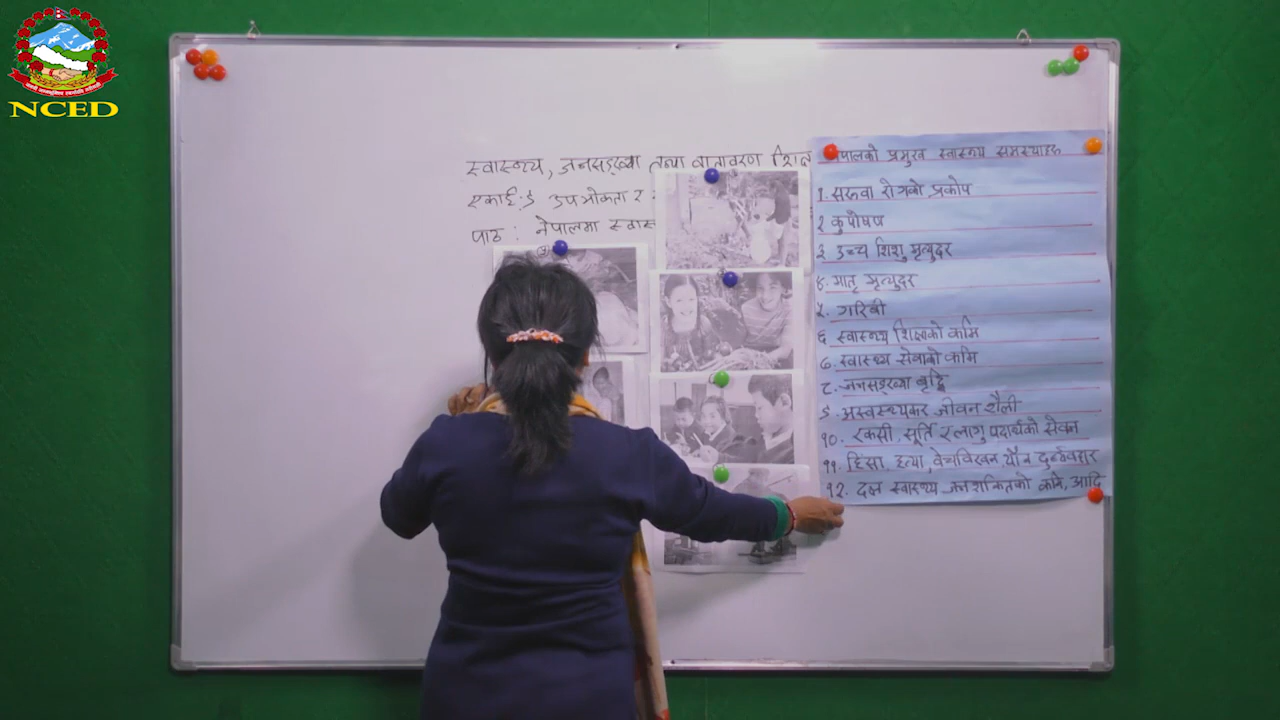 NCED
स्वास्थ्य, जनसङ्ख्या तथा वातावरण शिक्षा
एकाई: ९ उपभोक्ता र
पाठ : नेपालमा स्वास्
नेपालको प्रमुख स्वास्थ्य समस्याहरू
१. सरुवा रोगको प्रकोप
२ कुपोषण
३ उच्च शिशु मृत्युदर
४. मातृ मृत्युदर
५. गरिबी
६ स्वास्थ्य शिक्षाको कमि
७. स्वास्थ्य सेवाको कमि
८. जनसङ्ख्या बृद्धि
९ अस्वस्थ्यकर जीवन शैली
१०. रक्सी, सूर्ति र लागु पदार्थको सेवन
११. हिंसा, हत्या, वेचविखन, यौन दुर्व्यवहार
१२. दक्ष स्वास्थ्य जनशक्तिको कमि, आदि